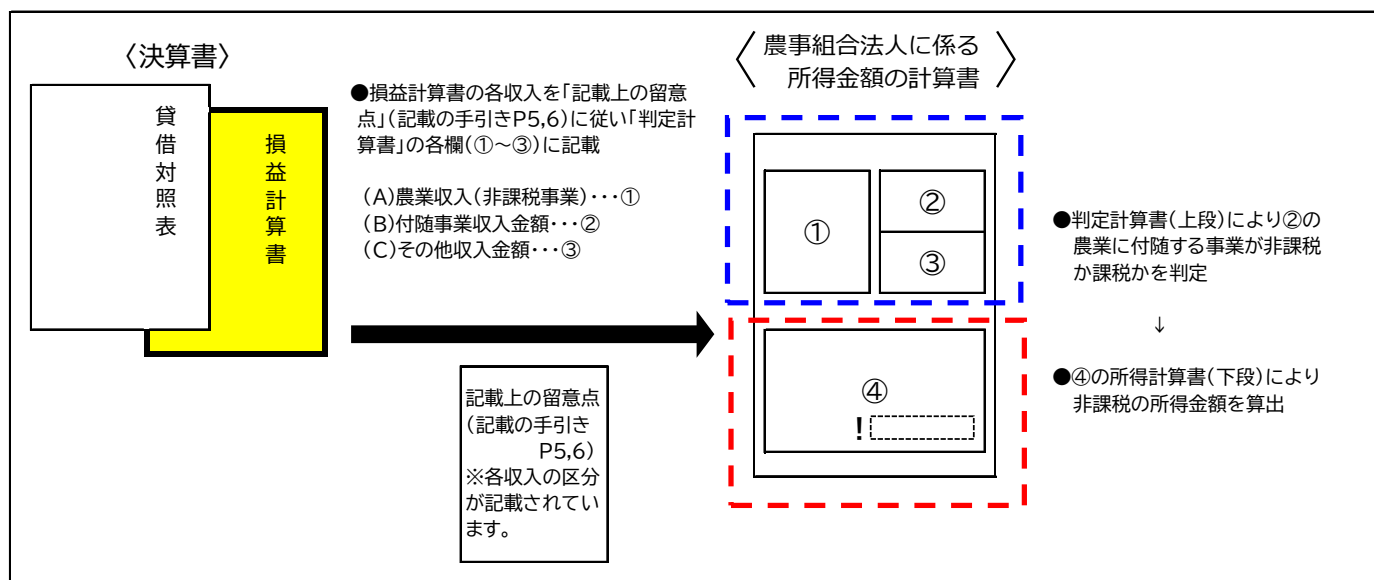 〈決算書〉
貸借対照表
損益計算書
●損益計算書の各収入を「記載上の留意
点」(記載の手引きP5,6)に従い「判定計
算書」の各欄(①~③)に記載
(A)農業収入(非課税事業)・・・①
(B)付随事業収入金額・・・②
(C)その他収入金額・・・③
記載上の留意点
(記載の手引き
P5,6)
※各収入の区分
が記載されてい
ます。
〈農事組合法人に係る
所得金額の計算書〉
①
②
③
④
!
●判定計算書(上段)により②の
農業に付随する事業が非課税
か課税かを判定
↓
●④の所得計算書(下段)により
非課税の所得金額を算出